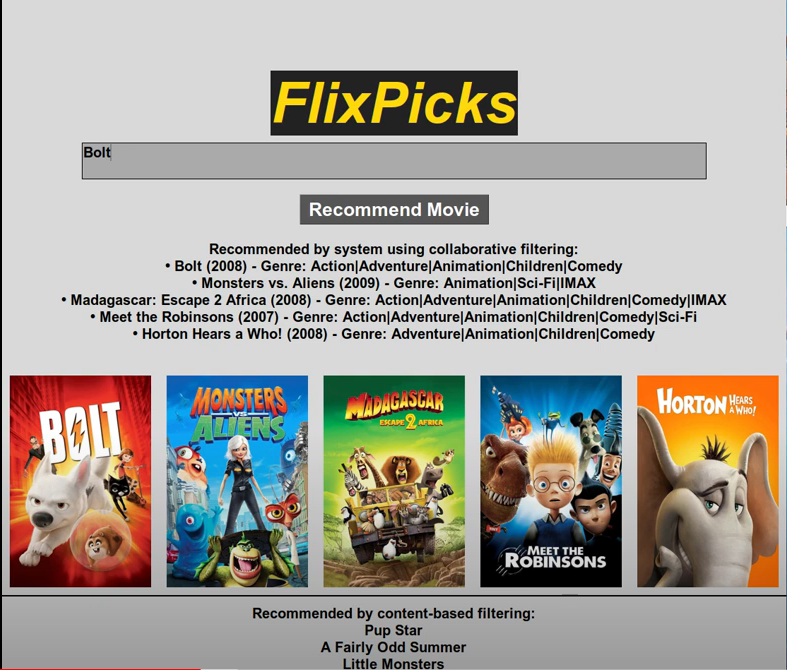 FlixPicks
Bolt
Recommend Movie
Recommended by system using collaborative filtering:
• Bolt (2008) - Genre: Action|Adventure|Animation|Children|Comedy
• Monsters vs. Aliens (2009) - Genre: Animation|Sci-Fi|IMAX
• Madagascar: Escape 2 Africa (2008) - Genre: Action|Adventure|Animation|Children|Comedy|IMAX
• Meet the Robinsons (2007) - Genre: Action|Adventure|Animation|Children|Comedy|Sci-Fi
• Horton Hears a Who! (2008) - Genre: Adventure|Animation|Children|Comedy
BOLT
MONSTERS
VS
ALIENS
MADAGASCAR
ESCAPE 2 AFRICA
MEET THE
ROBINSONS
HORTON HEARS
A WHO!
Recommended by content-based filtering:
Pup Star
A Fairly Odd Summer
Little Monsters